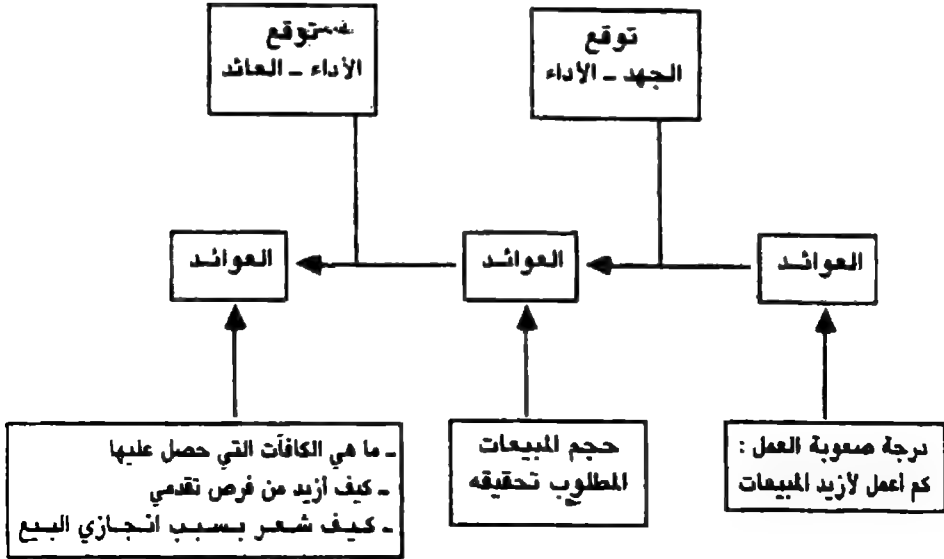 توقع
الجهد - الأداء
توقع
الأداء - العائد
العوائد
العوائد
العوائد
درجة صعوبة العمل :
كم أعمل لأزيد المبيعات
حجم المبيعات
المطلوب تحقيقه
- ما هي الكافآت التي حصل عليها
- كيف أزيد من فرص تقدمي
- كيف شعر بسبب انجازي البيع